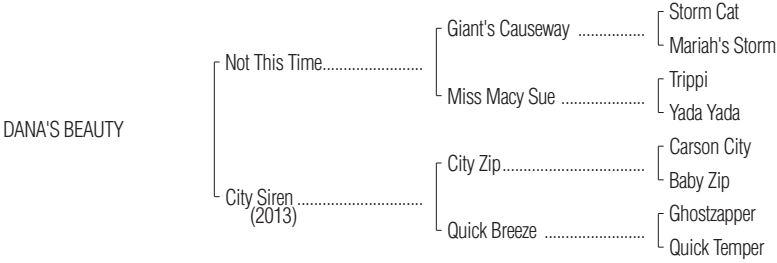 Storm Cat
Giant's Causeway ................
Mariah's Storm
Not This Time........................
Trippi
Miss Macy Sue ....................
Yada Yada
DANA'S BEAUTY
Carson City
City Zip..................................
Baby Zip
City Siren ..............................
(2013)
Ghostzapper
Quick Breeze ........................
Quick Temper